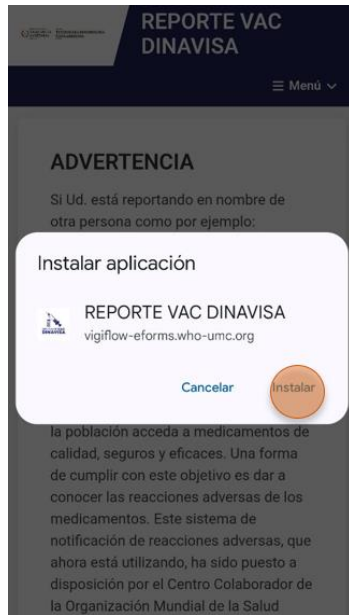 REPORTE VAC
DINAVISA
Menú
ADVERTENCIA
Si Ud. está reportando en nombre de
otra persona como por ejemplo:
Instalar aplicación
REPORTE VAC DINAVISA
vigiflow-eforms.who-umc.org
Cancelar
Instalar
la población acceda a medicamentos de
calidad, seguros y eficaces. Una forma
de cumplir con este objetivo es dar a
conocer las reacciones adversas de los
medicamentos. Este sistema de
notificación de reacciones adversas, que
ahora está utilizando, ha sido puesto a
disposición por el Centro Colaborador de
la Organización Mundial de la Salud